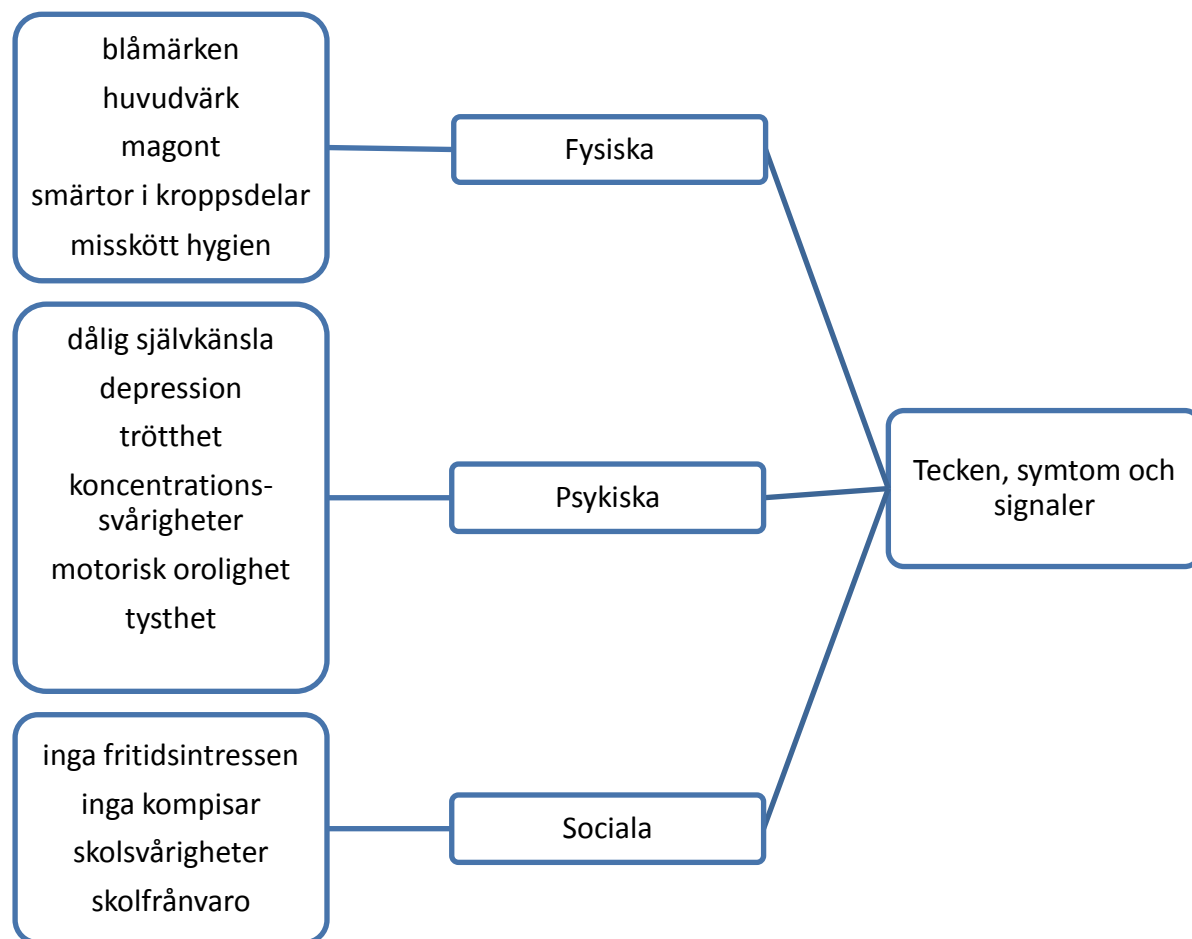 blåmärken
huvudvärk
magont
smärtor i kroppsdelar
misskött hygien
Fysiska
dålig självkänsla
depression
trötthet
koncentrations-
svårigheter
motorisk orolighet
tysthet
Psykiska
Tecken, symtom och
signaler
inga fritidsintressen
inga kompisar
skolsvårigheter
skolfrånvaro
Sociala